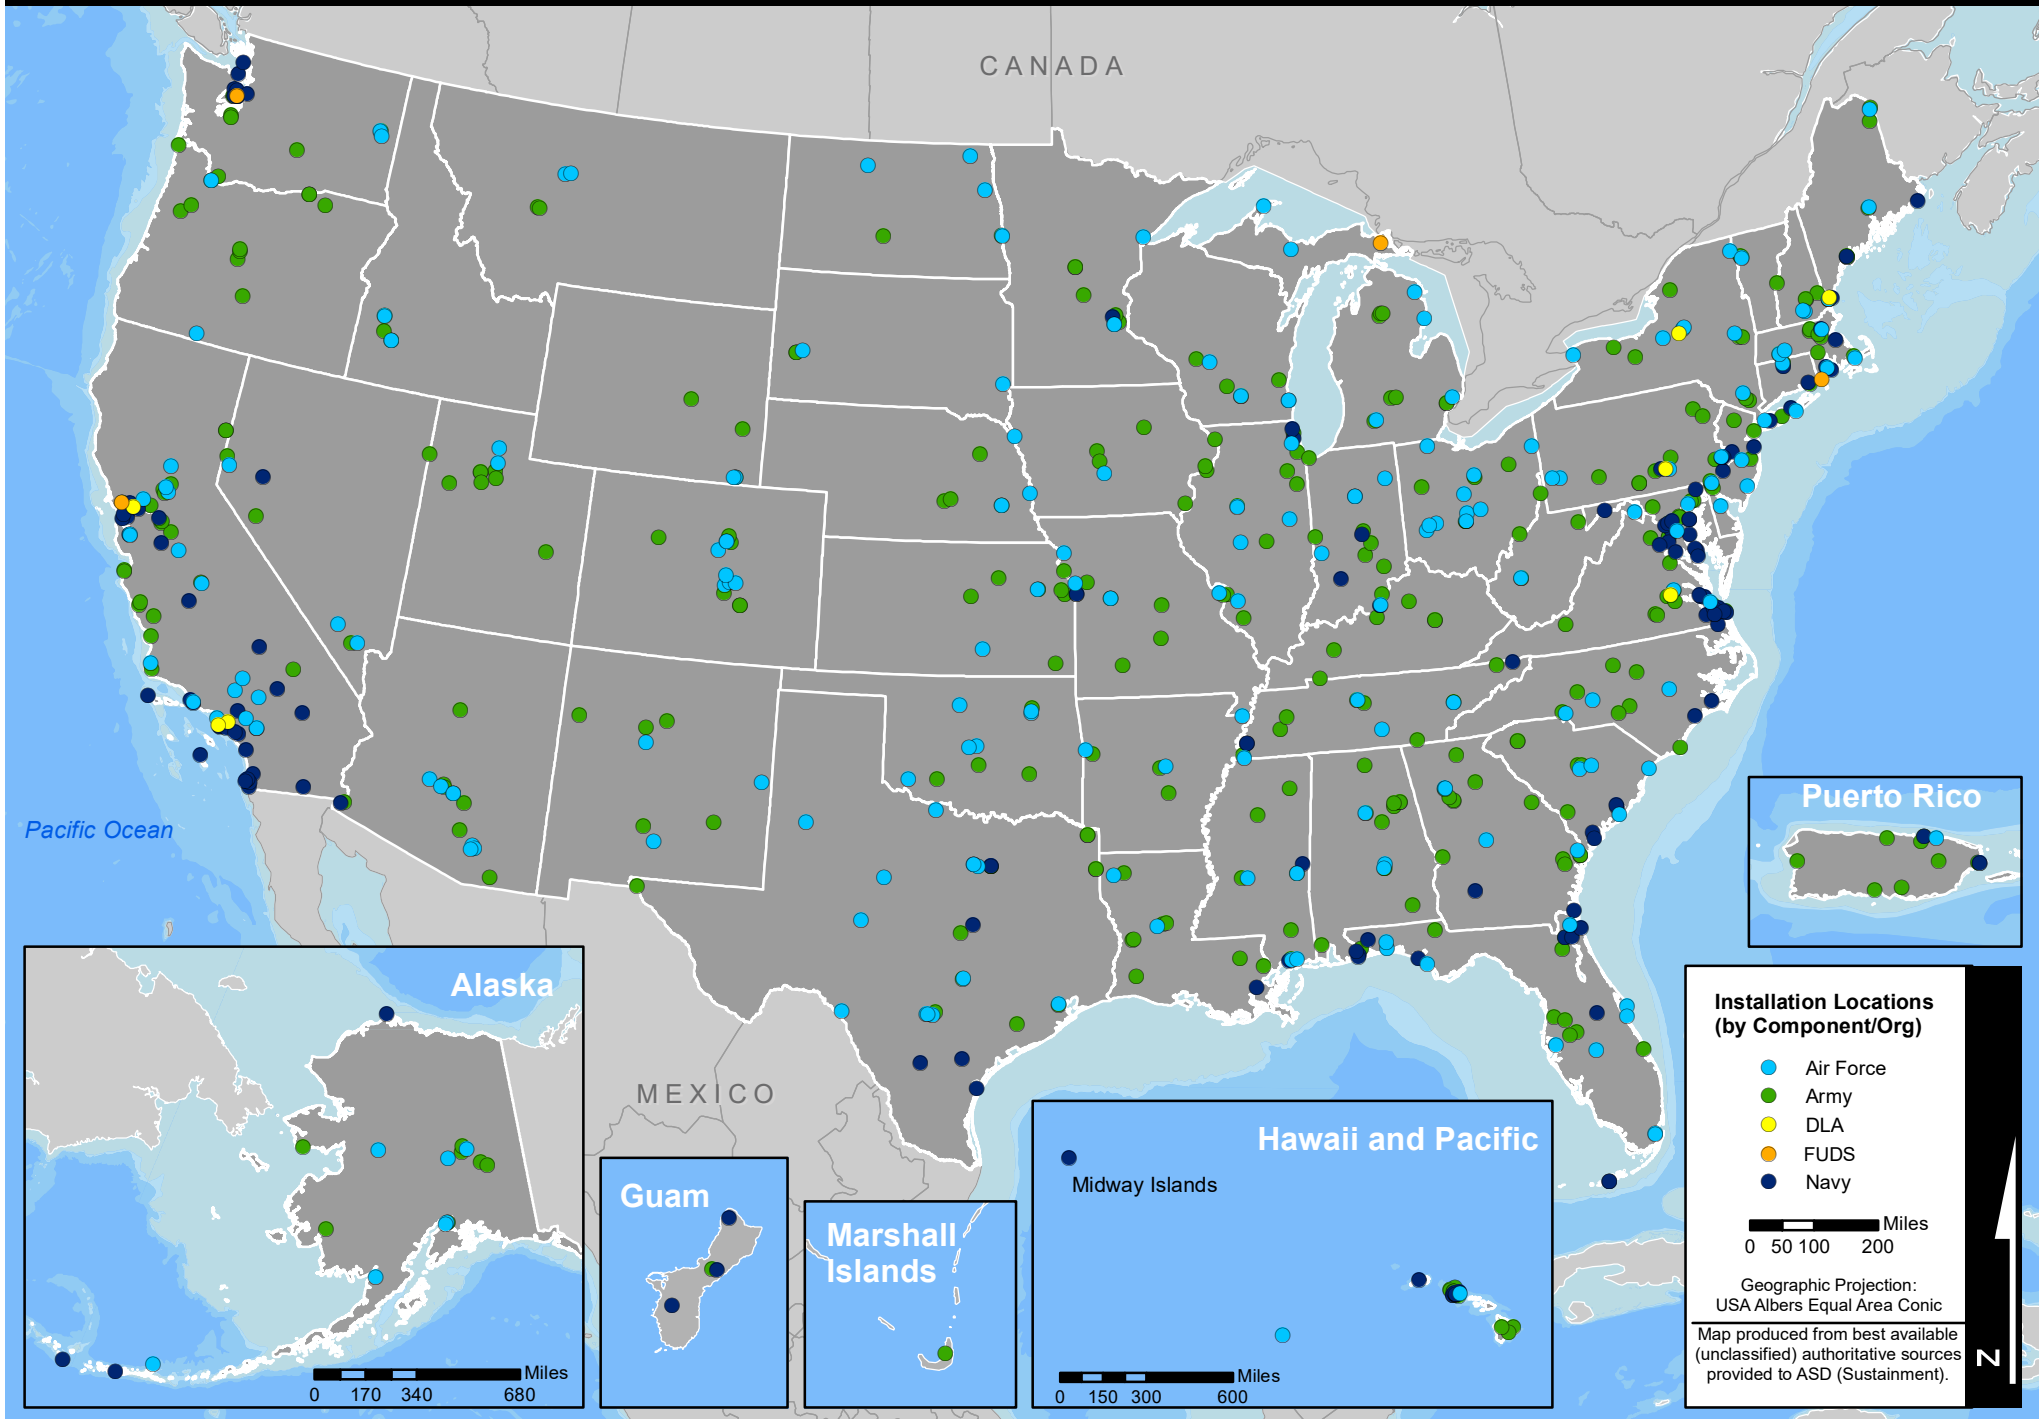 CANADA
Pacific Ocean
MEXICO
Puerto Rico
Alaska
Miles
0 170 340 680
Guam
Marshall
Islands
Hawaii and Pacific
Midway Islands
Miles
0 150 300 600
Installation Locations
(by Component/Org)
Air Force
Army
DLA
FUDS
Navy
Miles
0 50 100 200
Geographic Projection:
USA Albers Equal Area Conic
Map produced from best available
(unclassified) authoritative sources
provided to ASD (Sustainment).
N